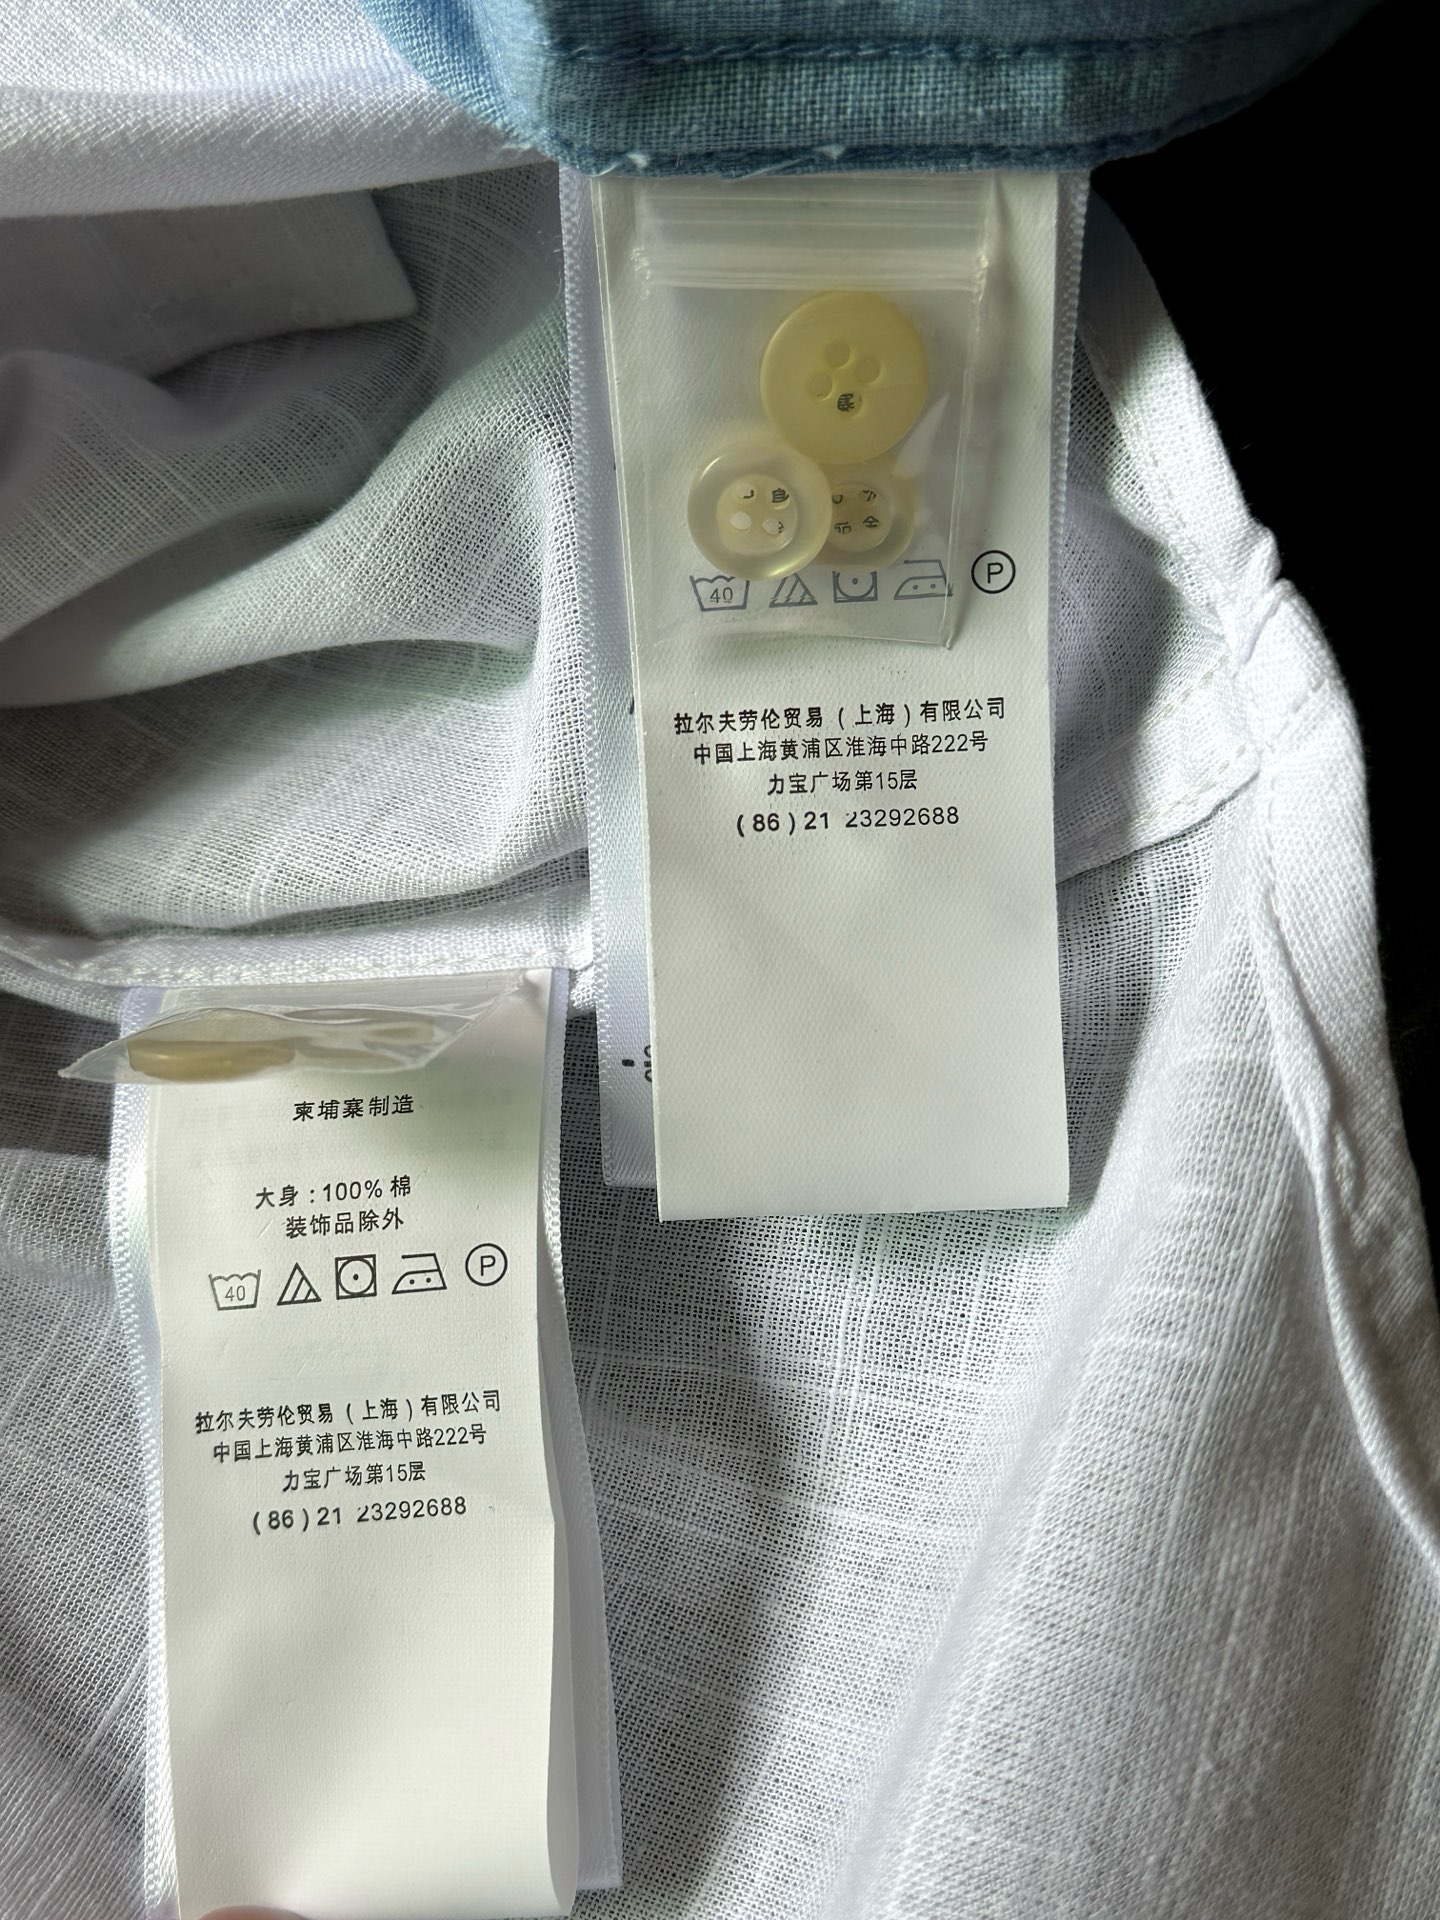 40
P
拉尔夫劳伦贸易（上海）有限公司
中国上海黄浦区淮海中路222号
力宝广场第15层
(86)21 23292688
柬埔寨制造
大身:100% 棉
装饰品除外
40
P
拉尔夫劳伦贸易（上海）有限公司
中国上海黄浦区淮海中路222号
力宝广场第15层
(86)21 23292688